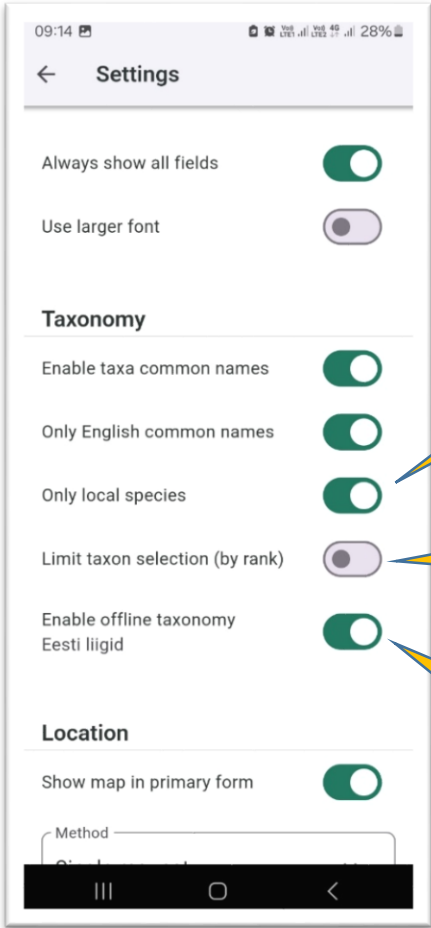 09:14 28%
Settings
Always show all fields
Use larger font
Taxonomy
Enable taxa common names
Only English common names
Only local species
Limit taxon selection (by rank)
Enable offline taxonomy
Eesti liigid
Location
Show map in primary form
Method